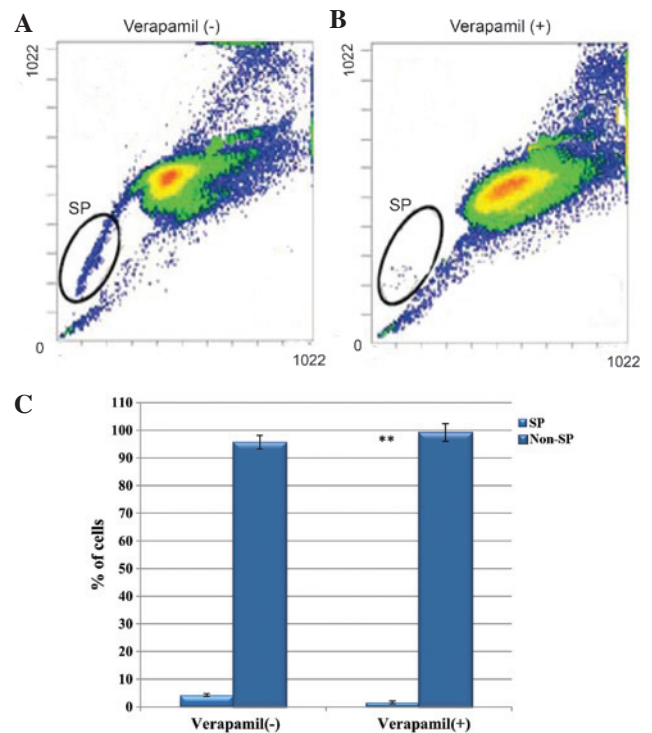 A
Verapamil (-)
1022
SP
0
1022
B
Verapamil (+)
1022
SP
0
1022
C
% of cells
110
100
90
80
70
60
50
40
30
20
10
0
**
SP
Non-SP
Verapamil(-)
Verapamil(+)